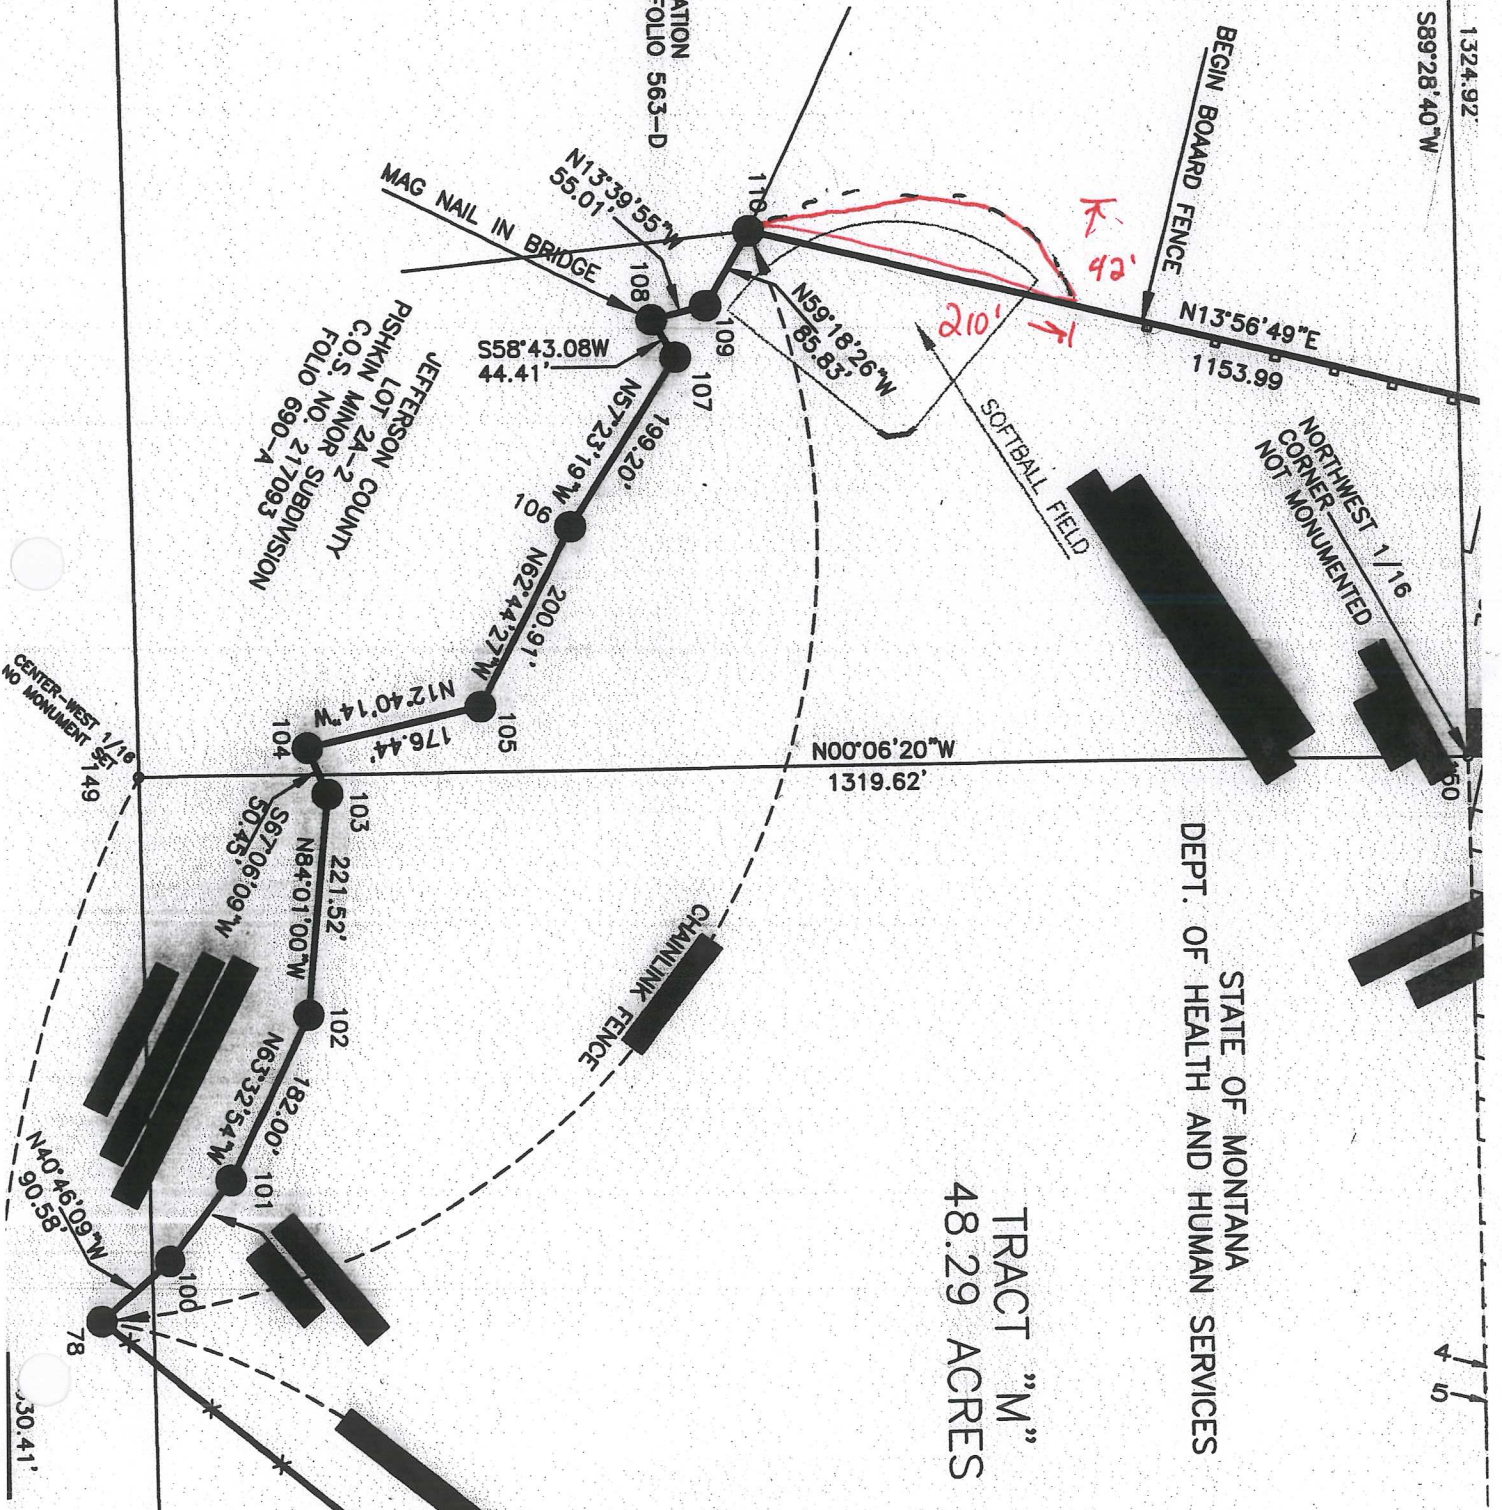 1324.92'
S89°28'40"W
BEGIN BOARD FENCE
ATION
FOLIO 563-D
MAG NAIL IN BRIDGE
N13°39'55"W
55.01'
110
42'
210'
N13°56'49"E
1153.99
108
109
N59°18'26"W
85.83'
S58°43.08W
44.41'
107
SOFTBALL FIELD
NORTHWEST 1/16
CORNER
NOT MONUMENTED
JEFFERSON COUNTY
LOT 2A-2
PISHKIN MINOR SUBDIVISION
C.O.S. NO. 217093
FOLIO 690-A
199.20'
N57°23'19"W
106
200.91'
N62°44'27"W
105
N12°40'14"W
176.44'
104
CENTER-WEST 1/16
NO MONUMENT SET
149
N00°06'20"W
1319.62'
103
S67°06'09"W
50.45'
221.52'
N84°01'00"W
102
CHAINLINK FENCE
STATE OF MONTANA
DEPT. OF HEALTH AND HUMAN SERVICES
182.00'
N63°32'54"W
101
N40°46'09"W
90.58'
100
78
TRACT "M"
48.29 ACRES
4
5
30.41'